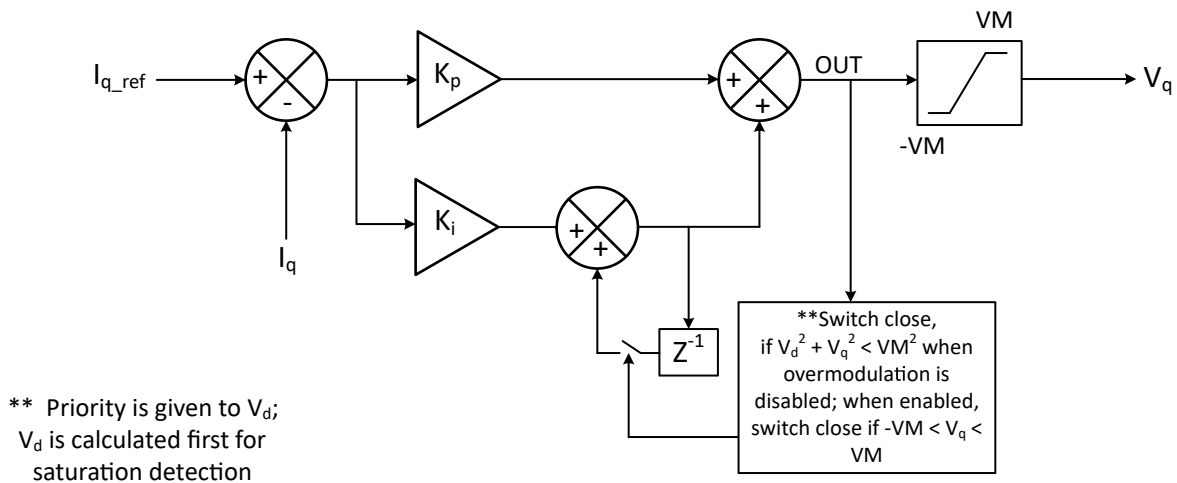 VM
I_q_ref
+
-
K_p
+
+
OUT
V_q
-VM
K_i
+
+
I_q
Z^-1
**Switch close,
if V_d^2 + V_q^2 < VM^2 when
overmodulation is
disabled; when enabled,
switch close if -VM < V_q <
VM
** Priority is given to V_d;
V_d is calculated first for
saturation detection